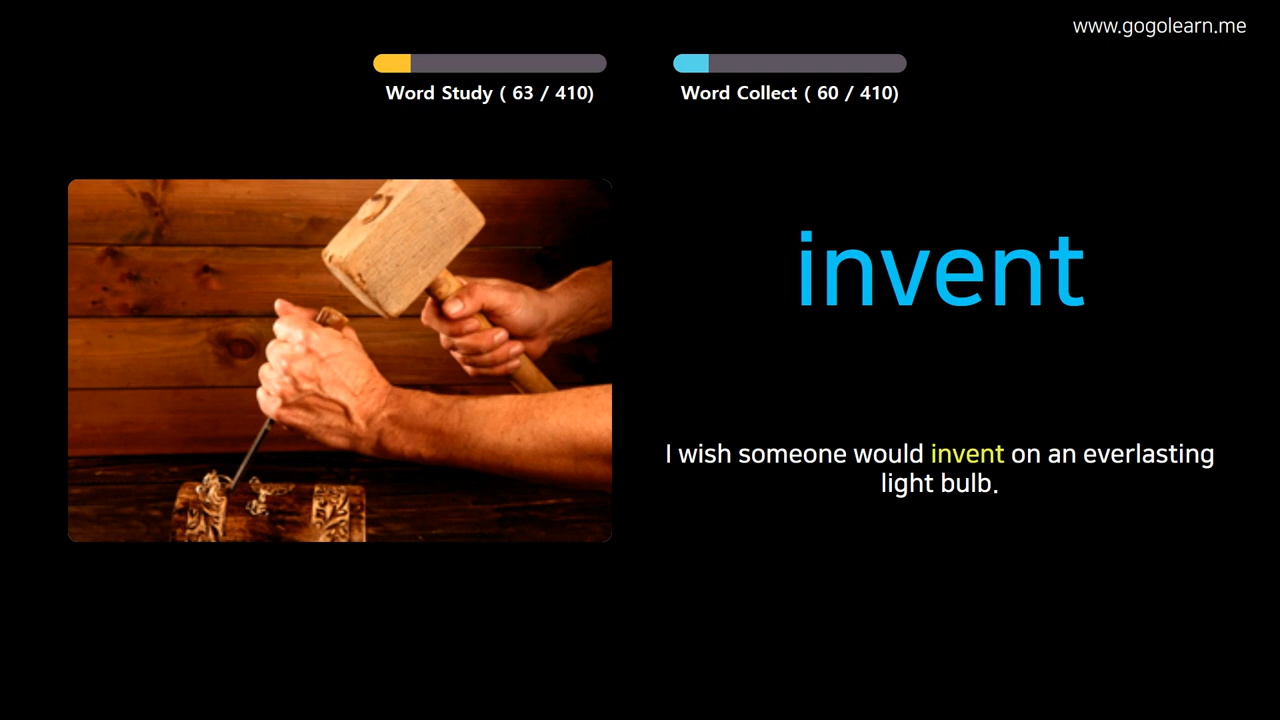 www.gogolearn.me
Word Study ( 63 / 410)
Word Collect ( 60 / 410)
invent
I wish someone would invent on an everlasting
light bulb.